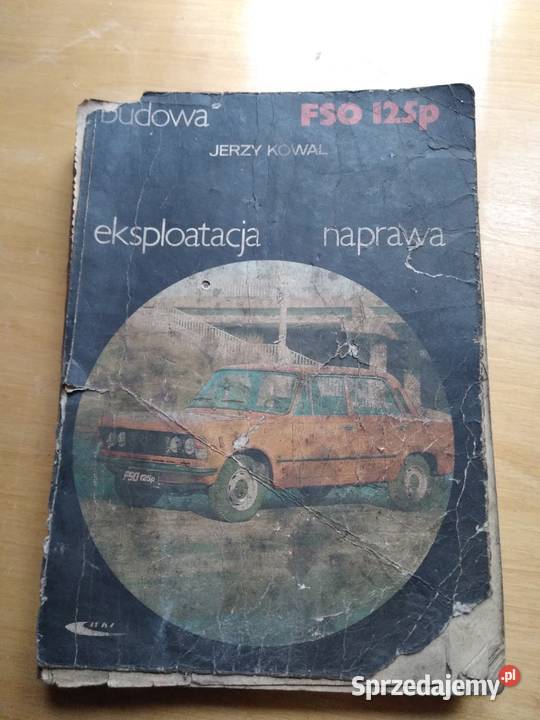 Budowa FSO 125p
JERZY KOWAL
eksploatacja naprawa
FSO 125p
Sprzedajemy.pl